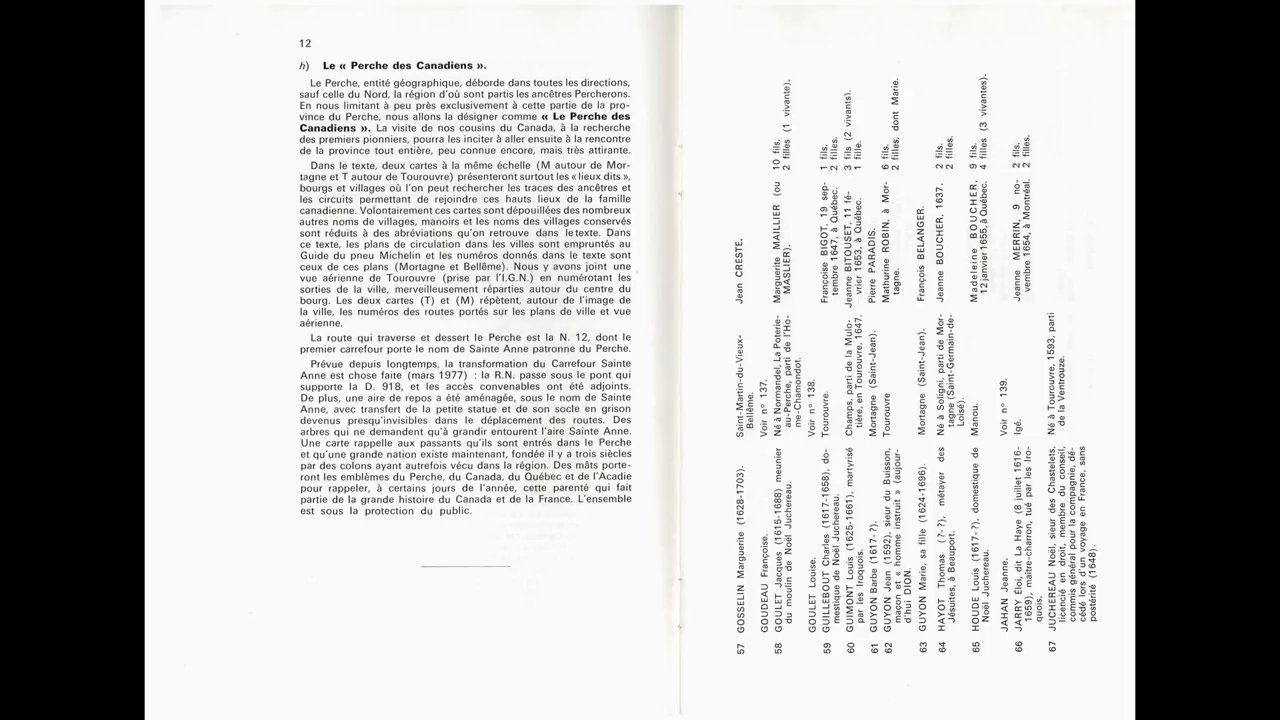 12
h) Le « Perche des Canadiens ».
Le Perche, entité géographique, déborde dans toutes les directions,
sauf celle du Nord, la région d'où sont partis les ancêtres Percherons.
En nous limitant à peu près exclusivement à cette partie de la pro-
vince du Perche, nous allons la désigner comme « Le Perche des
Canadiens ». La visite de nos cousins du Canada, à la recherche
des premiers pionniers, pourra les inciter à aller ensuite à la rencontre
de la province tout entière, peu connue encore, mais très attirante.
Dans le texte, deux cartes à la même échelle (M autour de Mor-
tagne et T autour de Tourouvre) présenteront surtout les « lieux dits »,
bourgs et villages où l'on peut rechercher les traces des ancêtres et
les circuits permettant de rejoindre ces hauts lieux de la famille
canadienne. Volontairement ces cartes sont dépouillées des nombreux
autres noms de villages, manoirs et les noms des villages conservés
sont réduits à des abréviations qu'on retrouve dans le texte. Dans
ce texte, les plans de circulation dans les villes sont empruntés au
Guide du pneu Michelin et les numéros donnés dans le texte sont
ceux de ces plans (Mortagne et Bellême). Nous y avons joint une
vue aérienne de Tourouvre (prise par l'I.G.N.) en numérotant les
sorties de la ville, merveilleusement réparties autour du centre du
bourg. Les deux cartes (T) et (M) répètent, autour de l'image de
la ville, les numéros des routes portés sur les plans de ville et vue
aérienne.
La route qui traverse et dessert le Perche est la N. 12, dont le
premier carrefour porte le nom de Sainte Anne patronne du Perche.
Prévue depuis longtemps, la transformation du Carrefour Sainte
Anne est chose faite (mars 1977) : la R.N. passe sous le pont qui
supporte la D. 918, et les accès convenables ont été adjoints.
De plus, une aire de repos a été aménagée, sous le nom de Sainte
Anne, avec transfert de la petite statue et de son socle en grison
devenus presqu'invisibles dans le déplacement des routes. Des
arbres qui ne demandent qu'à grandir entourent l'aire Sainte Anne.
Une carte rappelle aux passants qu'ils sont entrés dans le Perche
et qu'une grande nation existe maintenant, fondée il y a trois siècles
par des colons ayant autrefois vécu dans la région. Des mâts porte-
ront les emblèmes du Perche, du Canada, du Québec et de l'Acadie
pour rappeler, à certains jours de l'année, cette parenté qui fait
partie de la grande histoire du Canada et de la France. L'ensemble
est sous la protection du public.
57 GOSSELIN Marguerite (1628-1703). Saint-Martin-du-Vieux- Jean CRESTE.
Bellême.
GOUDEAU Françoise. Voir n° 137.
58 GOULET Jacques (1615-1688) meunier Né à Normandel, La Poterie- Marguerite MAILLIER (ou 10 fils.
du moulin de Noël Juchereau. au-Perche, parti de l'Ho- MASLIER). 2 filles (1 vivante).
me-Chamondot.
GOULET Louise. Voir n° 138.
59 GUILLEBOUT Charles (1617-1658), do- Tourouvre. Françoise BIGOT, 19 sep- 1 fils.
mestique de Noël Juchereau. tembre 1647, à Québec. 2 filles.
60 GUIMONT Louis (1625-1661), martyrisé Champs, parti de la Mulo- Jeanne BITOUSET, 11 fé- 3 fils (2 vivants).
par les Iroquois. tière, en Tourouvre, 1647. vrier 1653, à Québec. 1 fille.
61 GUYON Barbe (1617-?). Mortagne (Saint-Jean). Pierre PARADIS.
62 GUYON Jean (1592), sieur du Buisson, Tourouvre Mathurine ROBIN, à Mor- 6 fils.
maçon et « homme instruit » (aujour- tagne. 2 filles, dont Marie.
d'hui DION.
63 GUYON Marie, sa fille (1624-1696). Mortagne (Saint-Jean). François BELANGER.
64 HAYOT Thomas (?-?), métayer des Né à Soligni, parti de Mor- Jeanne BOUCHER, 1637. 2 fils.
Jésuites, à Beauport. tagne (Saint-Germain-de- 2 filles.
Loisé).
65 HOUDE Louis (1617-?), domestique de Manou. Madeleine BOUCHER, 9 fils.
Noël Juchereau. 12 janvier 1655, à Québec. 4 filles (3 vivantes).
JAHAN Jeanne. Voir n° 139.
66 JARRY Éloi, dit La Haye (8 juillet 1616- Igé. Jeanne MERRIN, 9 no- 2 fils.
1659), maître-charron, tué par les Iro- vembre 1654, à Montréal. 2 filles.
quois.
67 JUCHEREAU Noël, sieur des Chastelets, Né à Tourouvre, 1593, parti
licencié en droit, membre du conseil, de la Ventrouze.
commis général pour la compagnie, dé-
cédé lors d'un voyage en France, sans
postérité (1648).